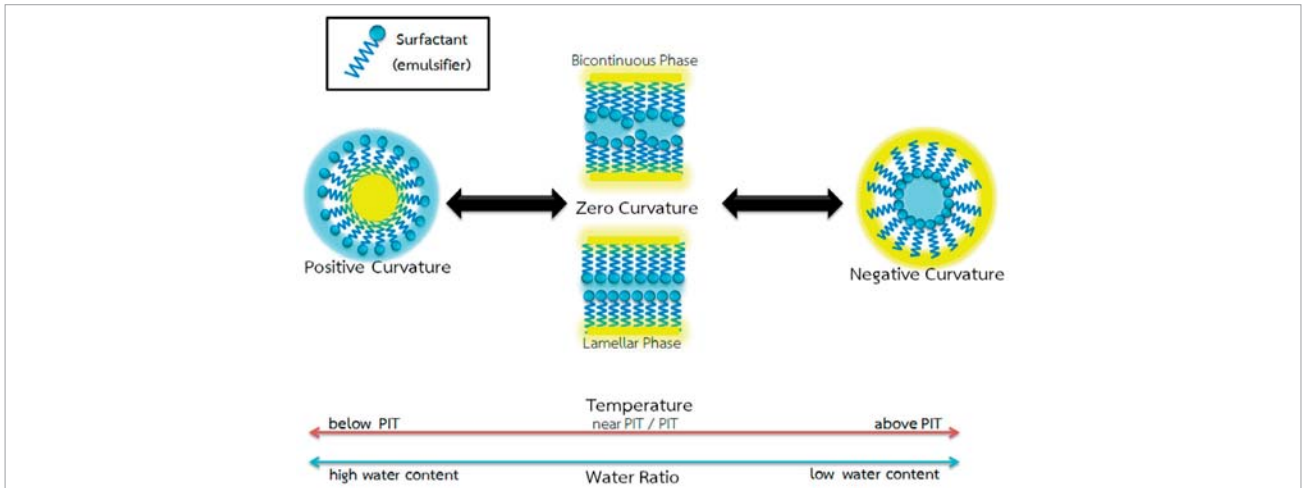 Surfactant
(emulsifier)
Bicontinuous Phase
Positive Curvature
Zero Curvature
Negative Curvature
Lamellar Phase
Temperature
below PIT
near PIT / PIT
above PIT
high water content
Water Ratio
low water content